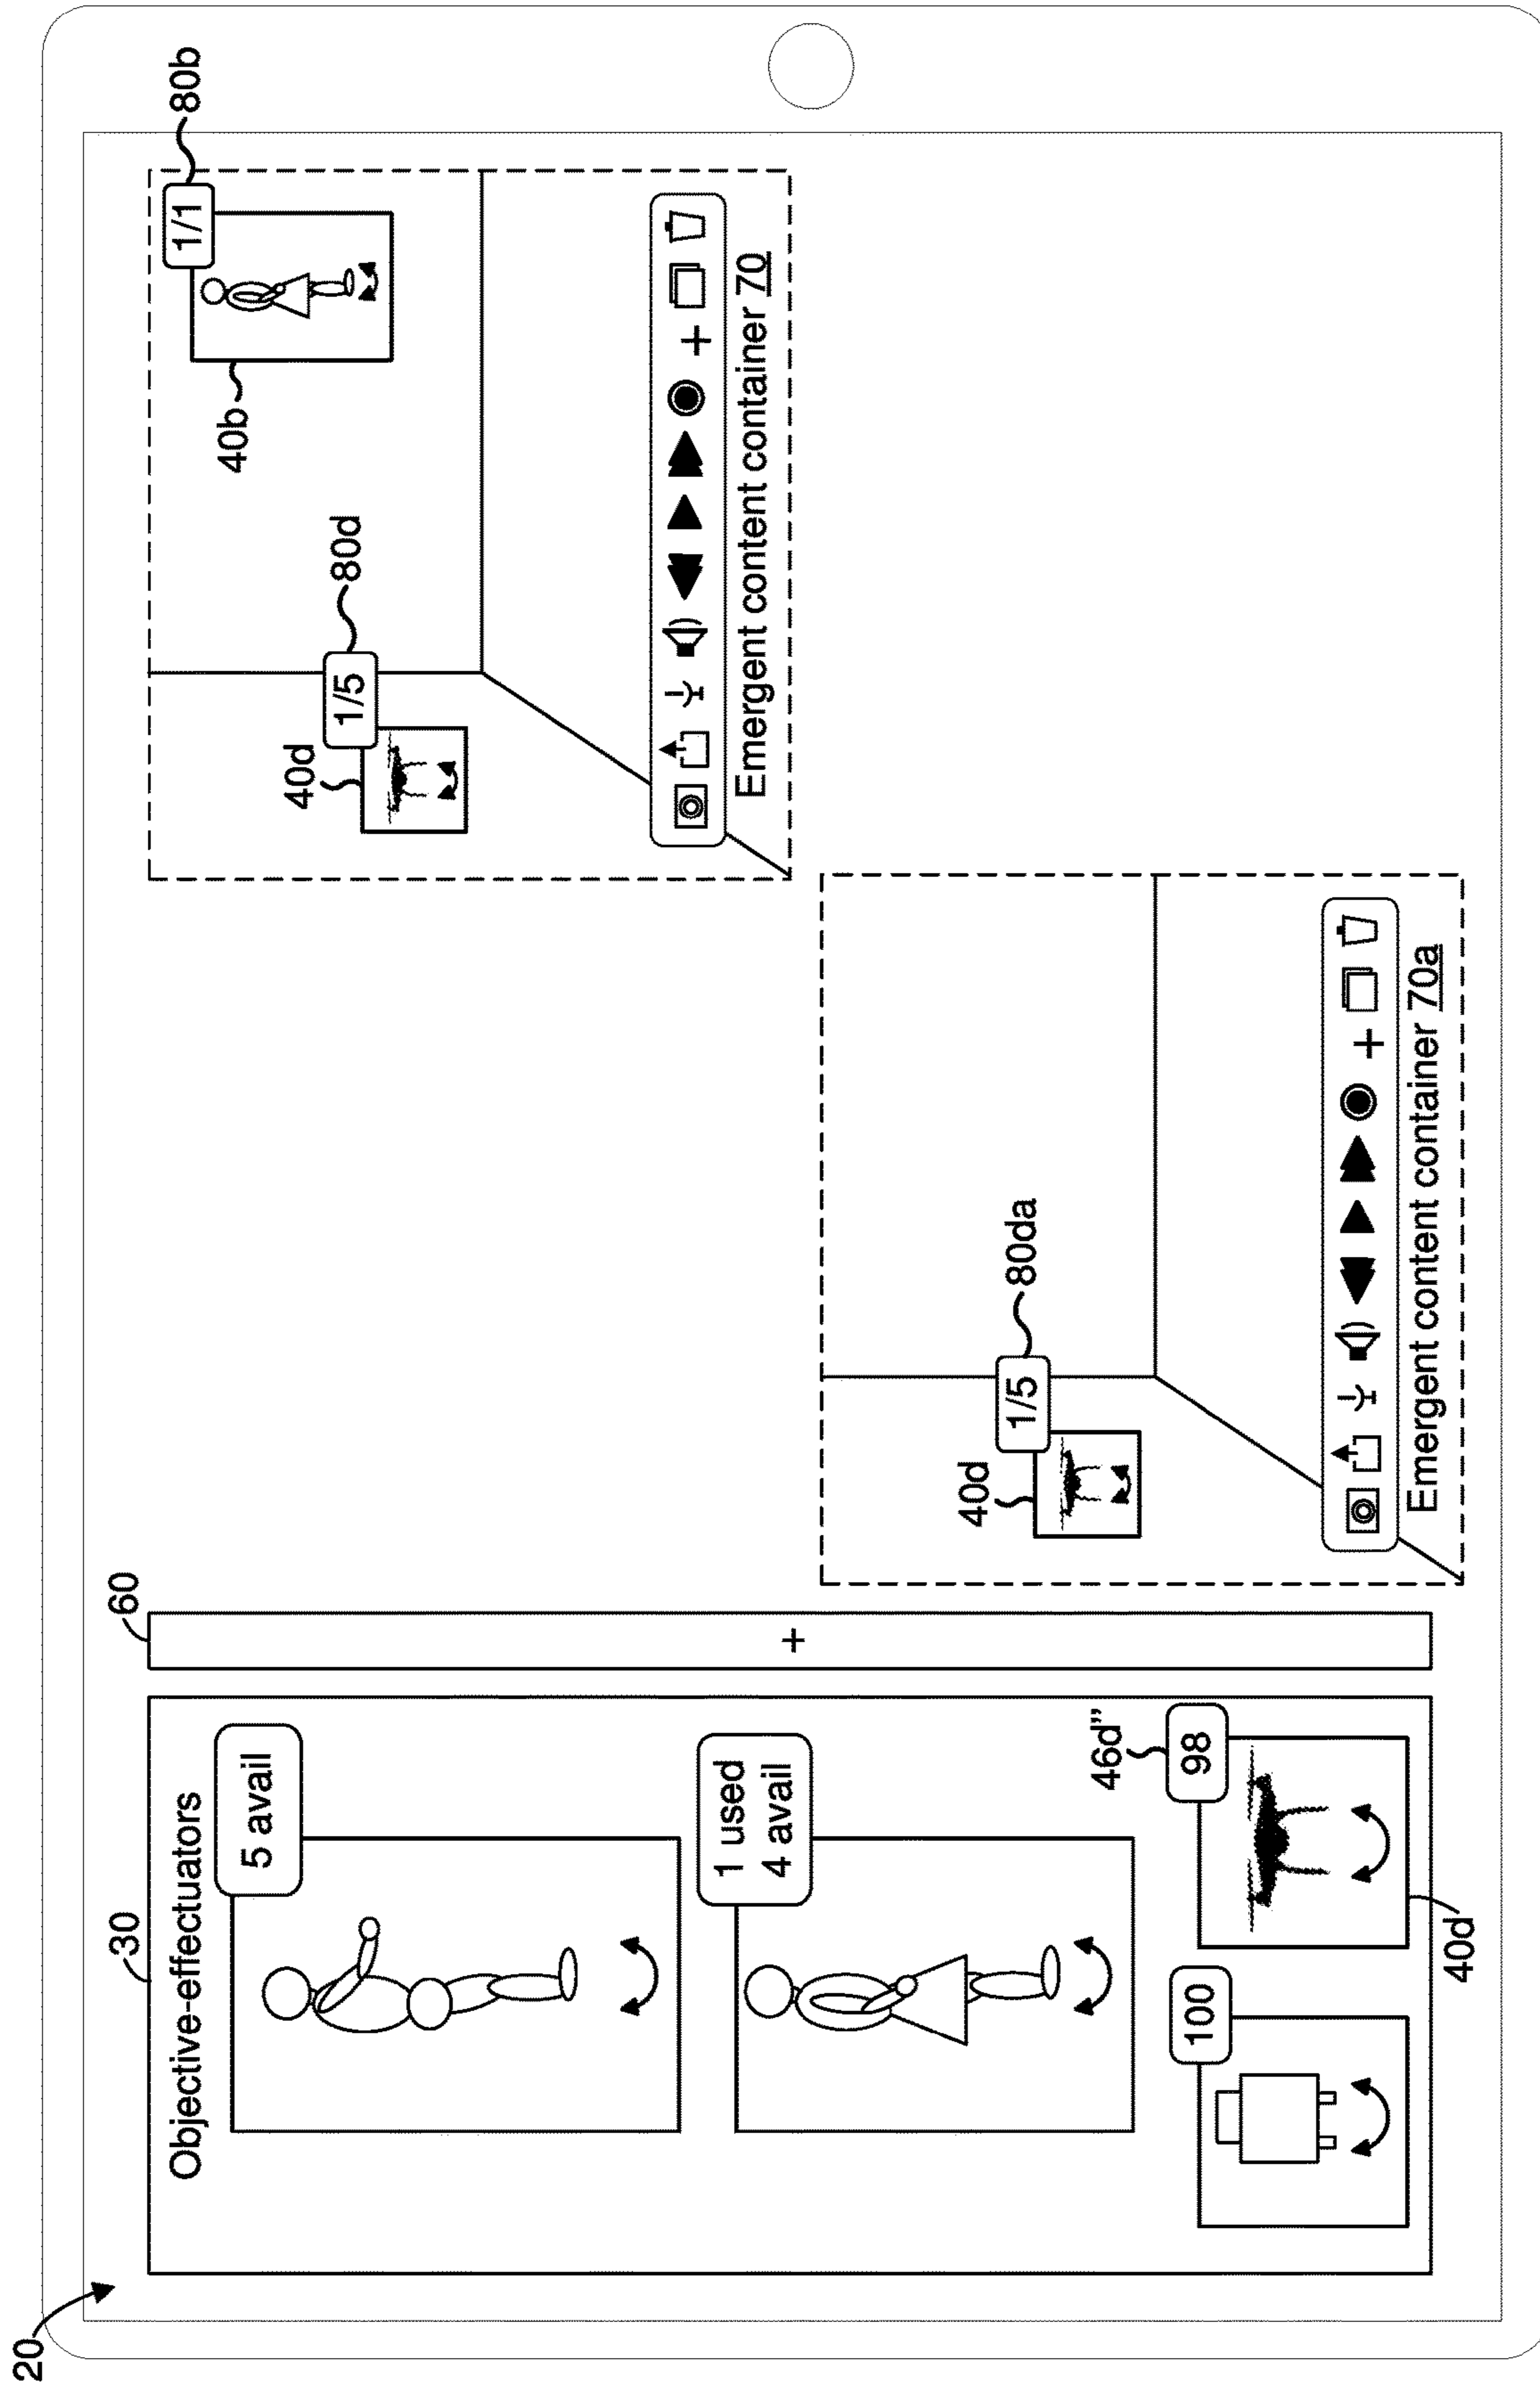 20
30
Objective-effectuators
5 avail
1 used
4 avail
100
46d”
98
40d
60
+
40d
1/5
80d
40b
1/1
80b
+
Emergent content container 70
40d
1/5
80da
+
Emergent content container 70a